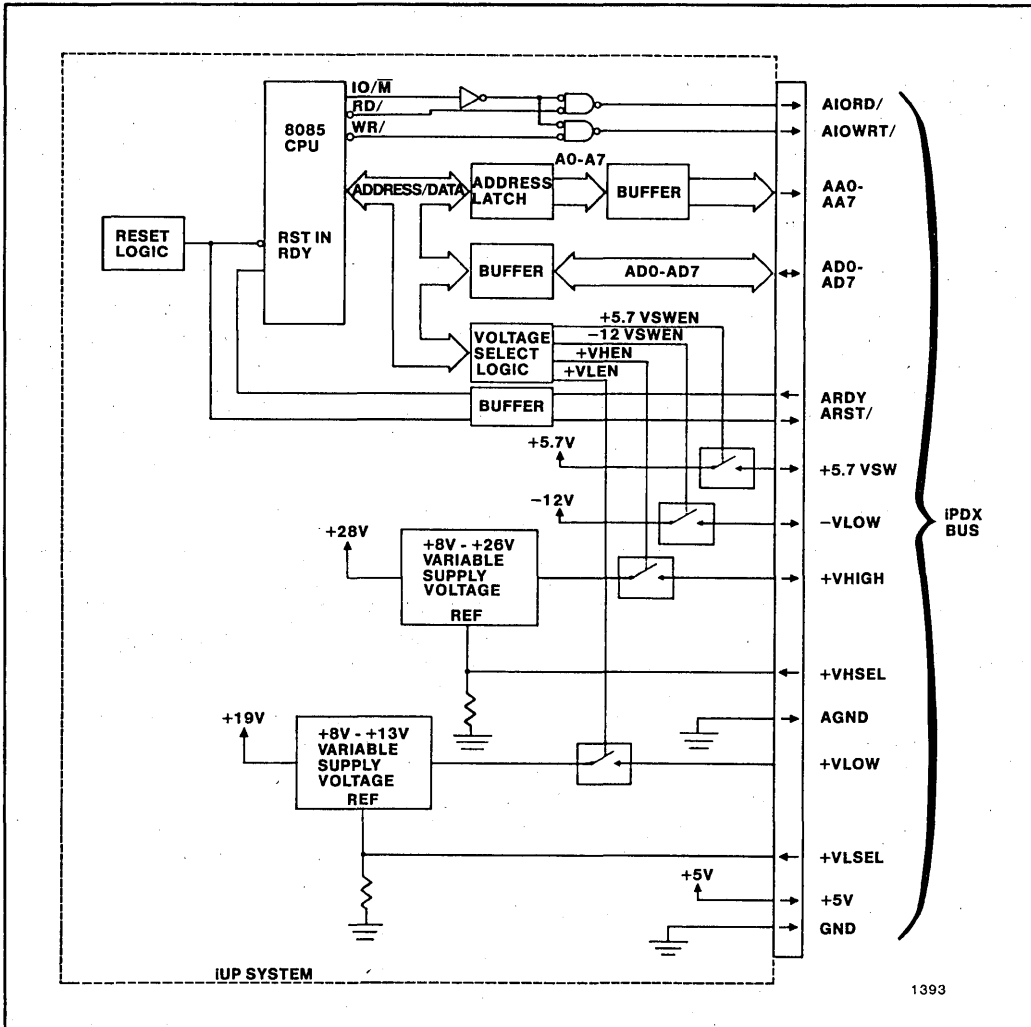 IO/M̅
RD/
WR/
8085
CPU
RST IN
RDY
RESET
LOGIC
ADDRESS/DATA
ADDRESS
LATCH
A0-A7
BUFFER
BUFFER
AD0-AD7
VOLTAGE
SELECT
LOGIC
+5.7 VSWEN
-12 VSWEN
+VHEN
+VLEN
BUFFER
+5.7V
-12V
+28V
+8V - +26V
VARIABLE
SUPPLY
VOLTAGE
REF
+19V
+8V - +13V
VARIABLE
SUPPLY
VOLTAGE
REF
+5V
AIORD/
AIOWRT/
AA0-
AA7
AD0-
AD7
ARDY
ARST/
+5.7 VSW
-VLOW
+VHIGH
+VHSEL
AGND
+VLOW
+VLSEL
+5V
GND
iPDX
BUS
iUP SYSTEM
1393